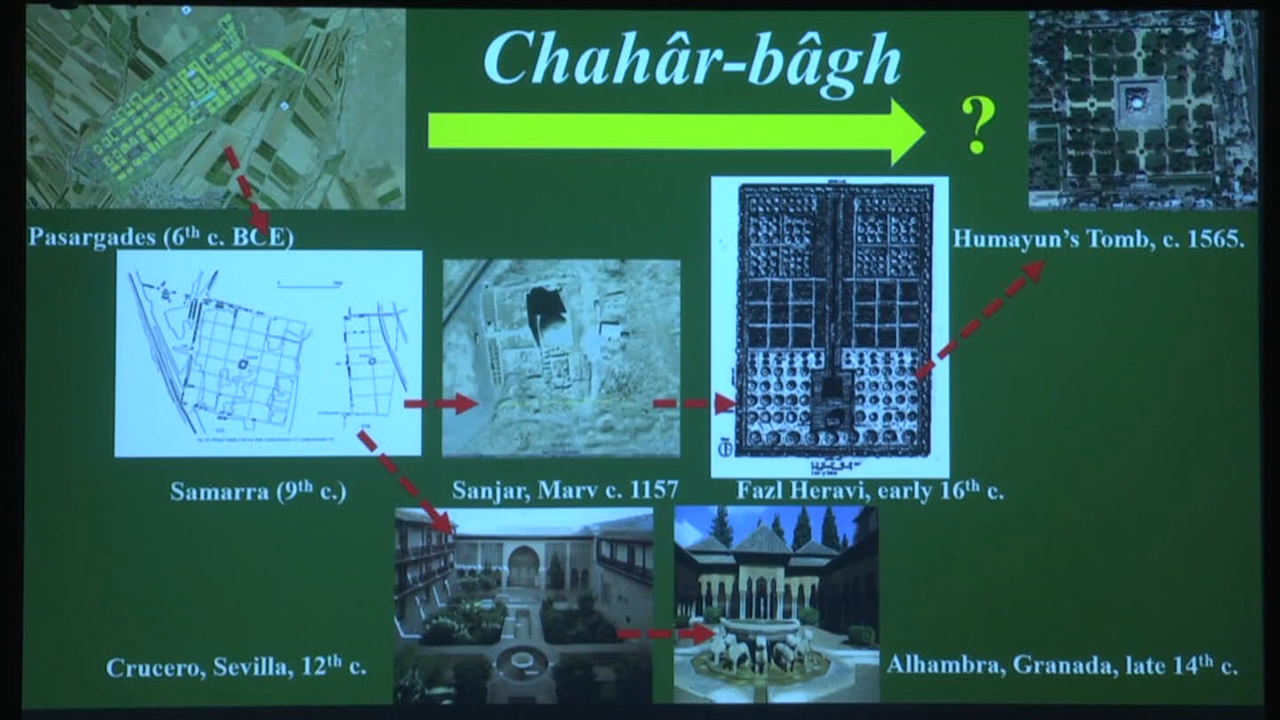 Chahâr-bâgh
?
Pasargades (6th c. BCE)
Humayun's Tomb, c. 1565.
Samarra (9th c.)
Sanjar, Marv c. 1157
Fazl Heravi, early 16th c.
Crucero, Sevilla, 12th c.
Alhambra, Granada, late 14th c.